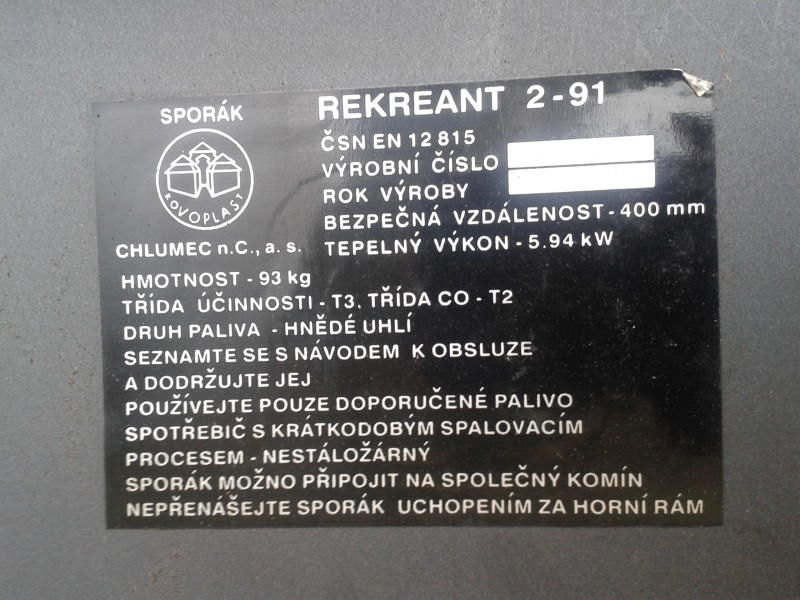 SPORÁK
REKREANT 2-91
KOVOPLAST
CHLUMEC n.C., a. s.
ČSN EN 12 815
VÝROBNÍ ČÍSLO
ROK VÝROBY
BEZPEČNÁ VZDÁLENOST - 400 mm
TEPELNÝ VÝKON - 5.94 kW
HMOTNOST - 93 kg
TŘÍDA ÚČINNOSTI - T3. TŘÍDA CO - T2
DRUH PALIVA - HNĚDÉ UHLÍ
SEZNAMTE SE S NÁVODEM K OBSLUZE
A DODRŽUJTE JEJ
POUŽÍVEJTE POUZE DOPORUČENÉ PALIVO
SPOTŘEBIČ S KRÁTKODOBÝM SPALOVACÍM
PROCESEM - NESTÁLOŽÁRNÝ
SPORÁK MOŽNO PŘIPOJIT NA SPOLEČNÝ KOMÍN
NEPŘENÁŠEJTE SPORÁK UCHOPENÍM ZA HORNÍ RÁM